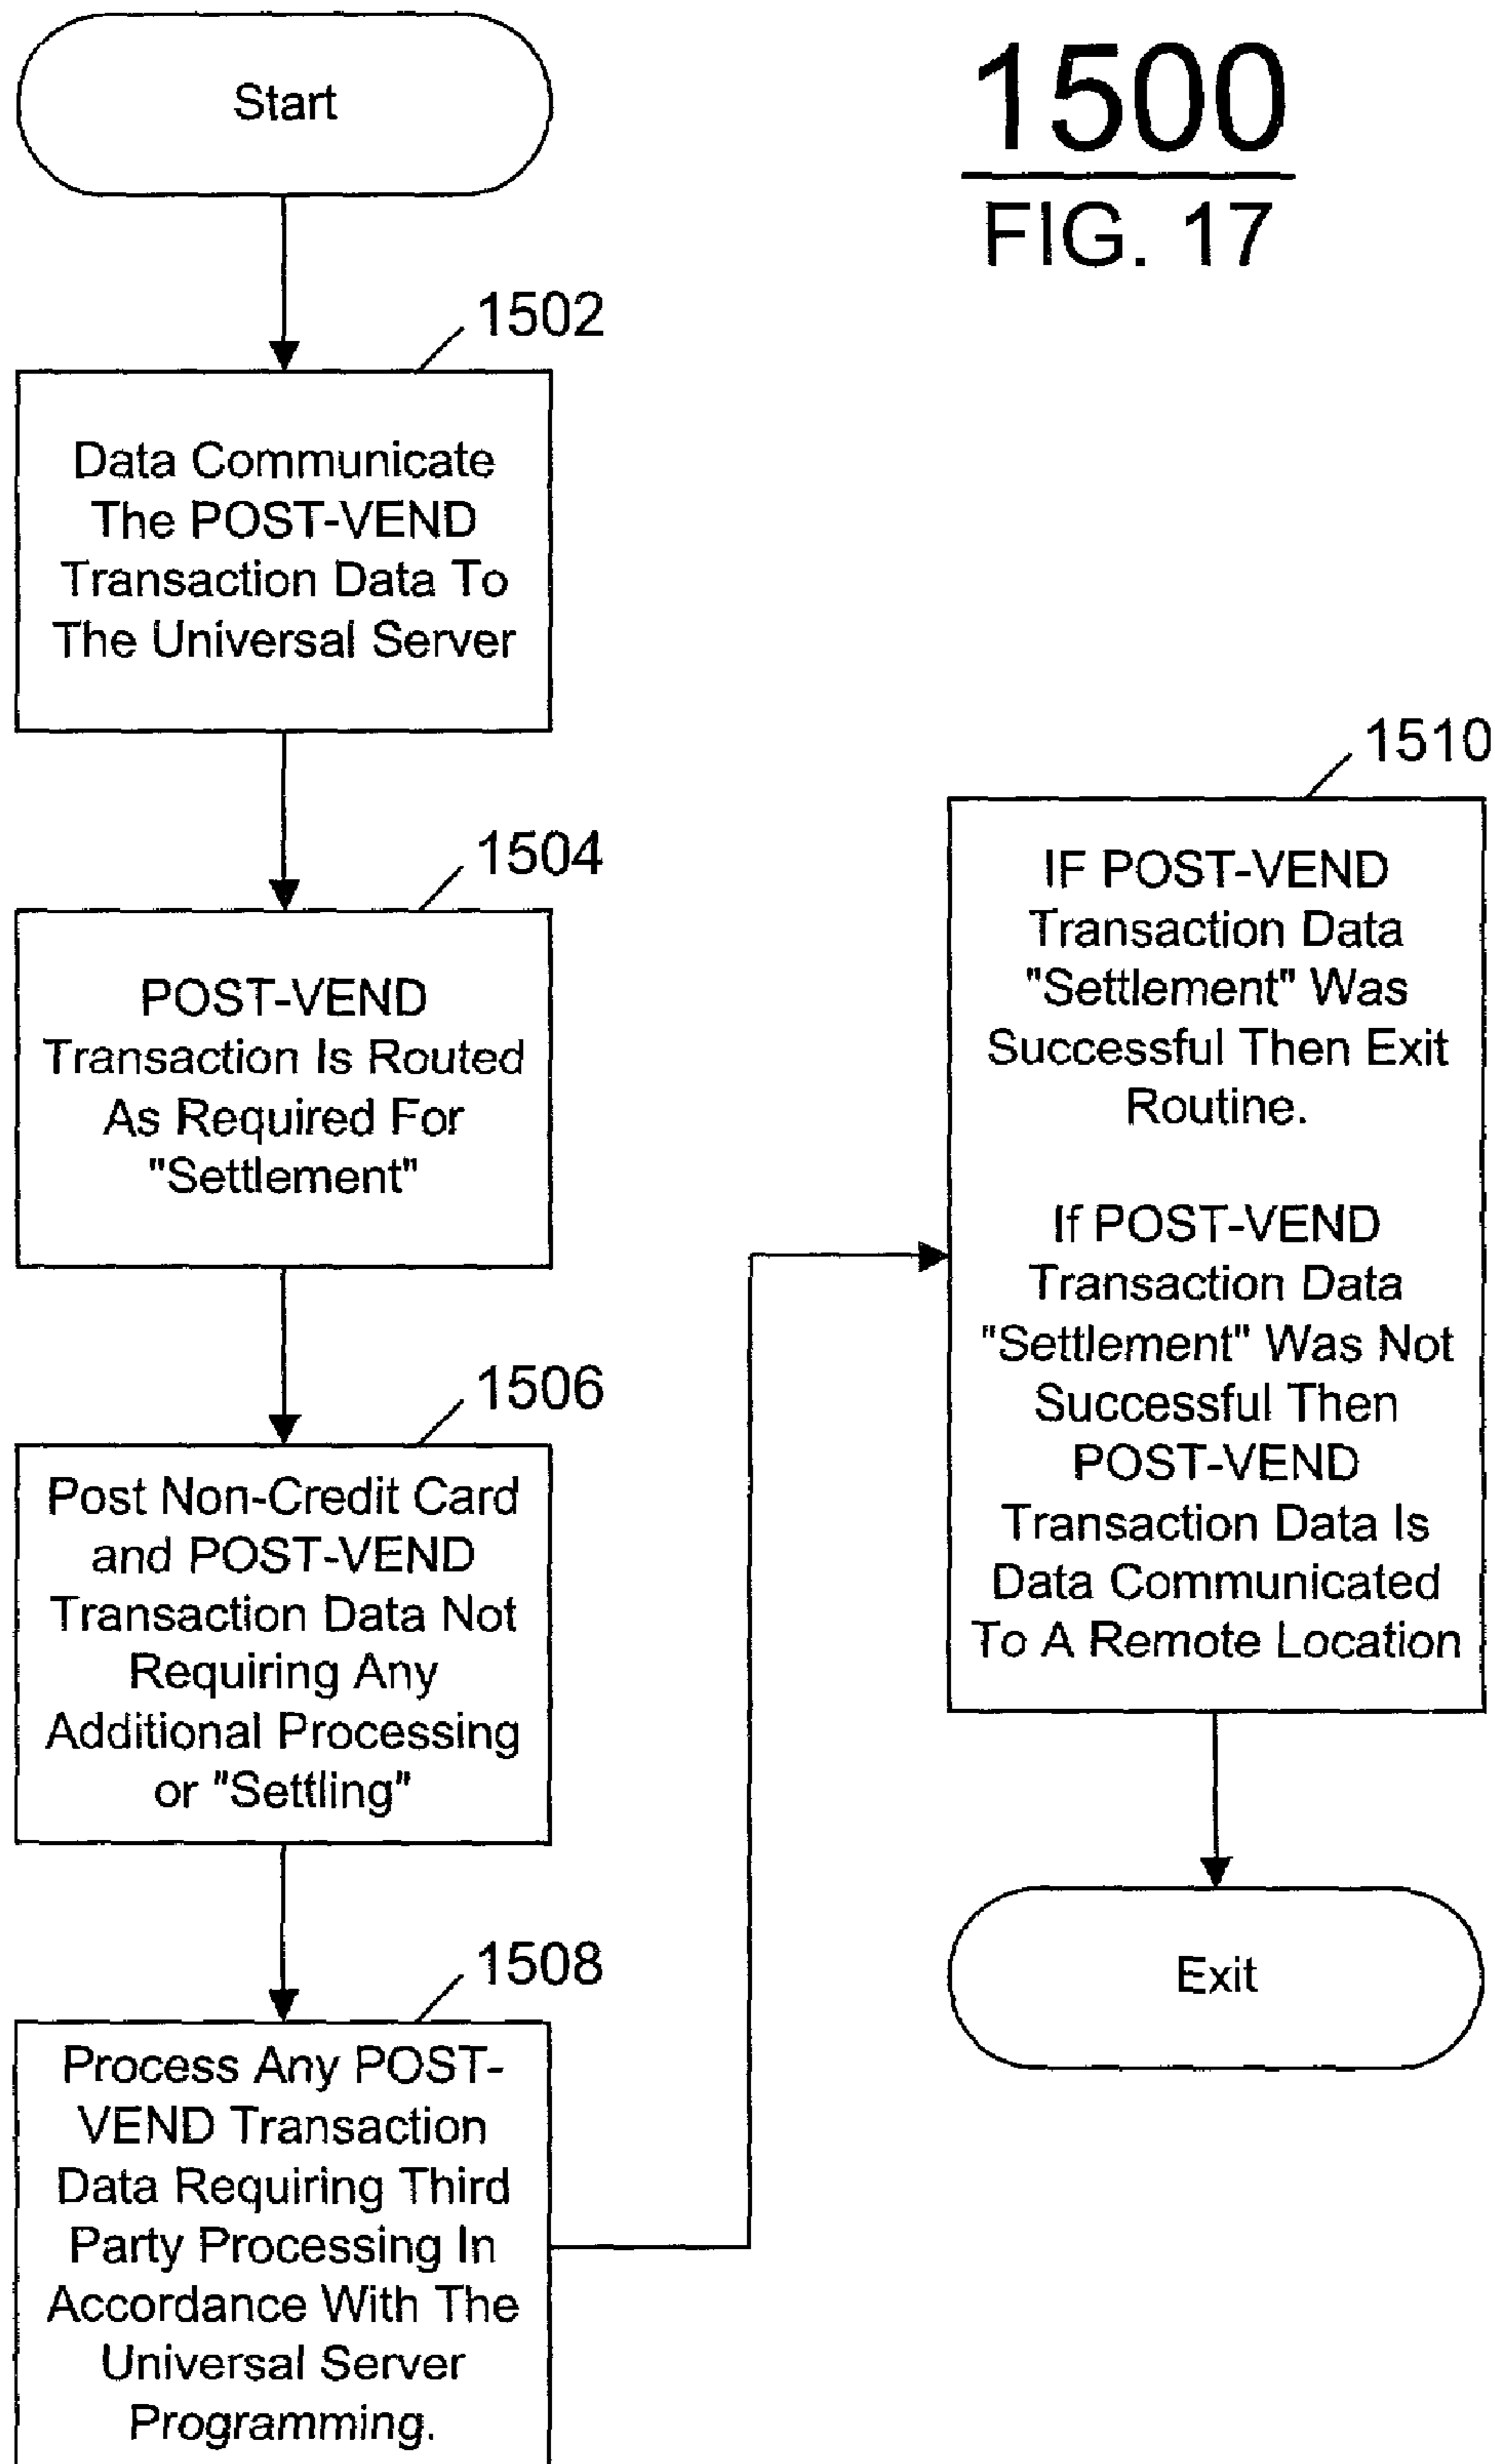 1500
FIG. 17
Start
1502
Data Communicate
The POST-VEND
Transaction Data To
The Universal Server
1504
POST-VEND
Transaction Is Routed
As Required For
"Settlement"
1506
Post Non-Credit Card
and POST-VEND
Transaction Data Not
Requiring Any
Additional Processing
or "Settling"
1508
Process Any POST-
VEND Transaction
Data Requiring Third
Party Processing In
Accordance With The
Universal Server
Programming.
1510
IF POST-VEND
Transaction Data
"Settlement" Was
Successful Then Exit
Routine.
If POST-VEND
Transaction Data
"Settlement" Was Not
Successful Then
POST-VEND
Transaction Data Is
Data Communicated
To A Remote Location
Exit